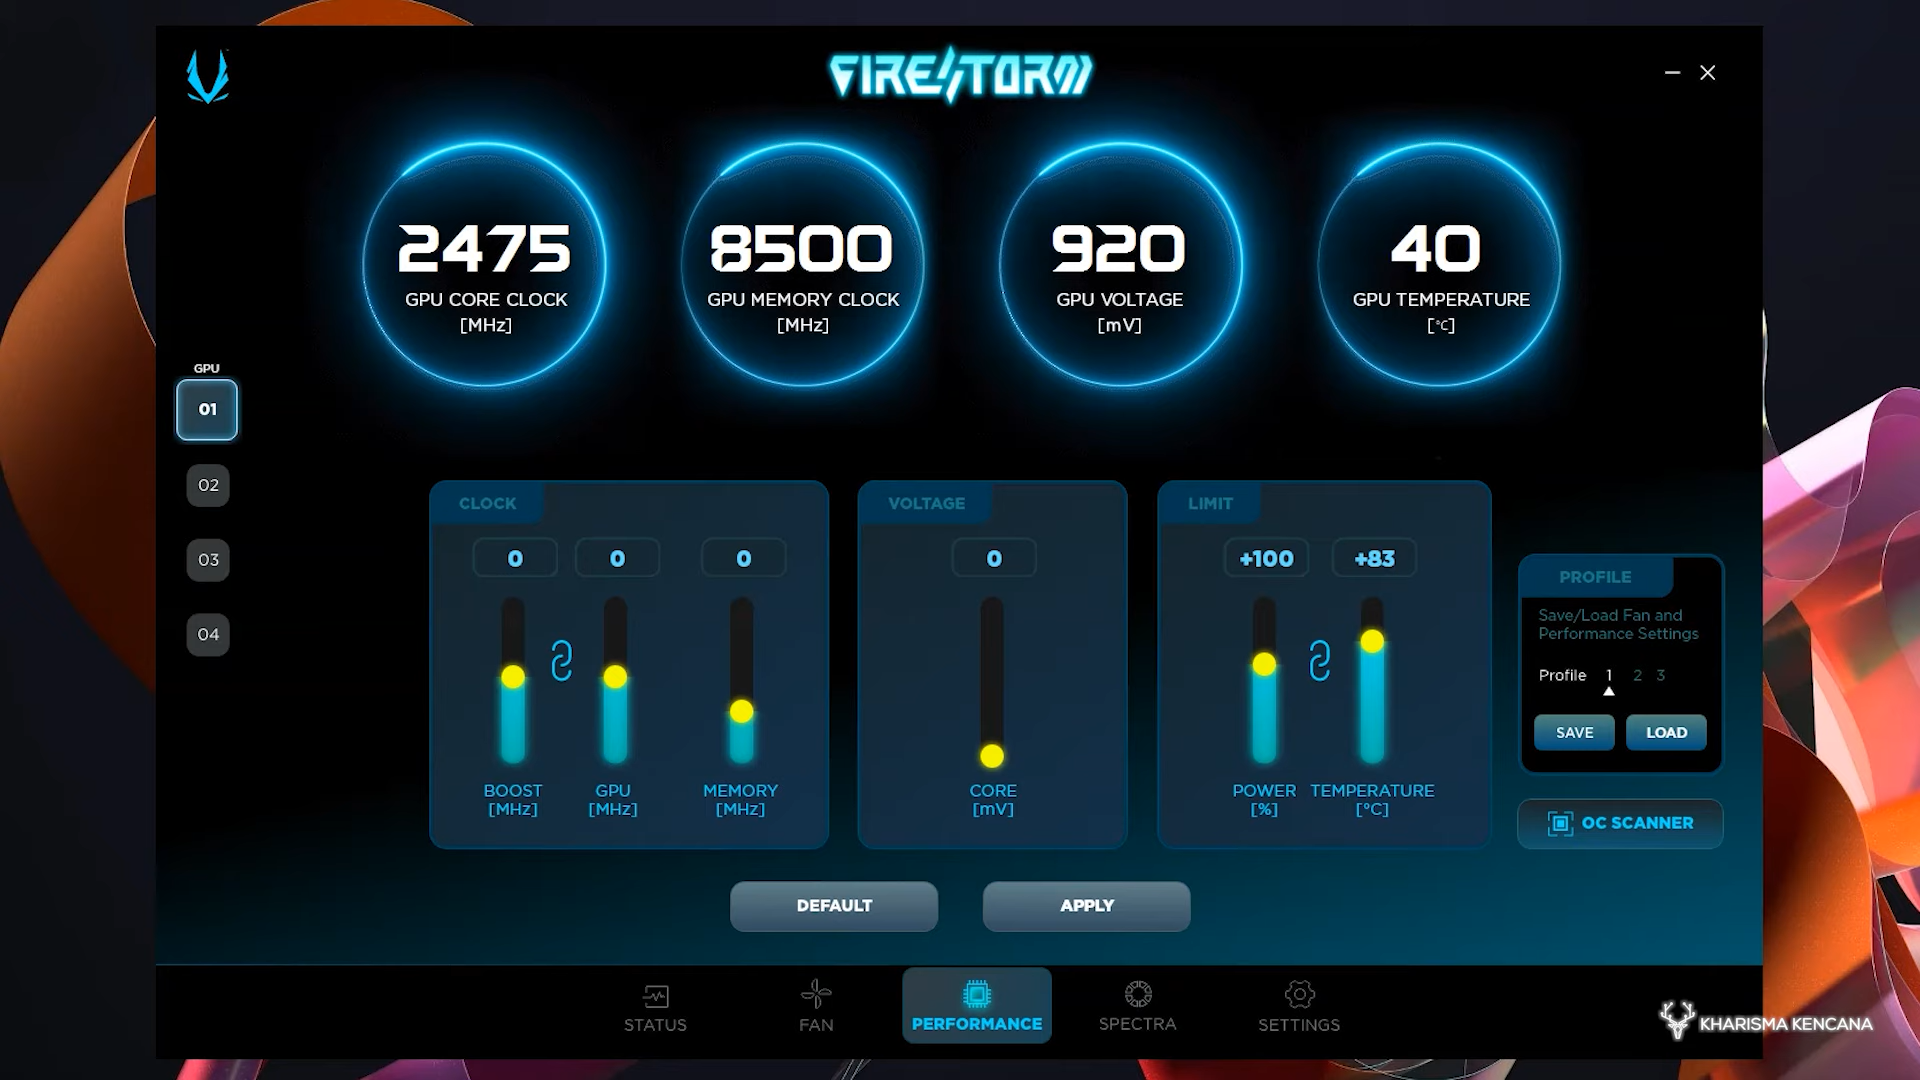 FIRESTORM
2475
GPU CORE CLOCK
[MHz]
8500
GPU MEMORY CLOCK
[MHz]
920
GPU VOLTAGE
[mV]
40
GPU TEMPERATURE
[°C]
GPU
01
02
03
04
CLOCK
0 0 0
BOOST GPU MEMORY
[MHz] [MHz] [MHz]
VOLTAGE
0
CORE
[mV]
LIMIT
+100 +83
POWER TEMPERATURE
[%] [°C]
PROFILE
Save/Load Fan and
Performance Settings
Profile 1 2 3
SAVE LOAD
OC SCANNER
DEFAULT APPLY
STATUS FAN PERFORMANCE SPECTRA SETTINGS
KHARISMA KENCANA